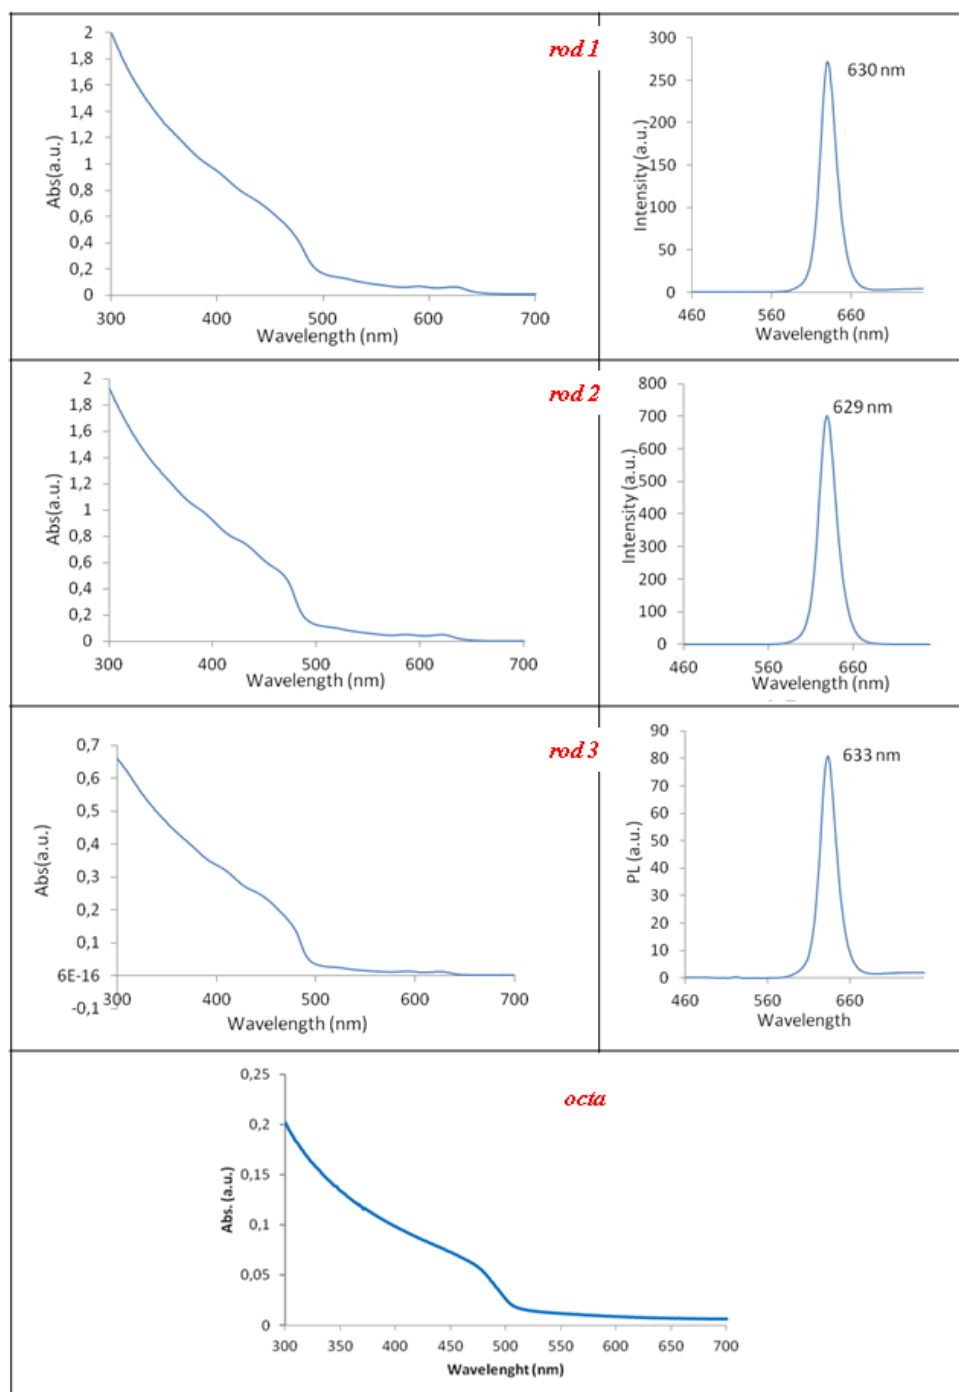 rod 1
2
1,8
1,6
1,4
1,2
1
0,8
0,6
0,4
0,2
0
Abs(a.u.)
300 400 500 600 700
Wavelength (nm)
300
250
200
150
100
50
0
Intensity (a.u.)
630 nm
460 560 660
Wavelength (nm)
rod 2
2
1,8
1,6
1,4
1,2
1
0,8
0,6
0,4
0,2
0
Abs(a.u.)
300 400 500 600 700
Wavelength (nm)
800
700
600
500
400
300
200
100
0
Intensity (a.u.)
629 nm
460 560 660
Wavelength (nm)
rod 3
0,7
0,6
0,5
0,4
0,3
0,2
0,1
6E-16
-0,1
Abs(a.u.)
300 400 500 600 700
Wavelength (nm)
90
80
70
60
50
40
30
20
10
0
PL (a.u.)
633 nm
460 560 660
Wavelength
octa
0,25
0,2
0,15
0,1
0,05
0
Abs. (a.u.)
300 350 400 450 500 550 600 650 700
Wavelenght (nm)